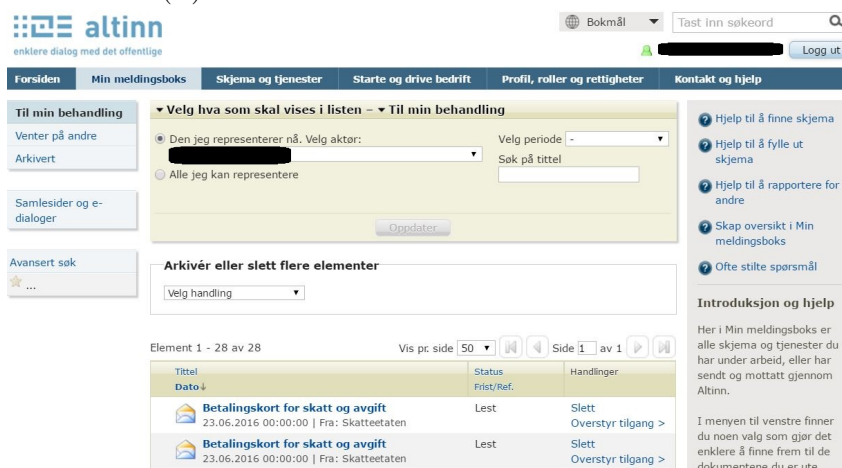 altinn
enklere dialog med det offentlige
Bokmål
Tast inn søkeord
Logg ut
Forsiden Min meldingsboks Skjema og tjenester Starte og drive bedrift Profil, roller og rettigheter Kontakt og hjelp
Til min behandling
Venter på andre
Arkivert
Samlesider og e-
dialoger
Avansert søk
...
Velg hva som skal vises i listen – Til min behandling
Den jeg representerer nå. Velg aktør:
Alle jeg kan representere
Velg periode -
Søk på tittel
Oppdater
Arkivér eller slett flere elementer
Velg handling
Element 1 - 28 av 28 Vis pr. side 50 Side 1 av 1
Tittel Status Handlinger
Dato Frist/Ref.
Betalingskort for skatt og avgift Lest Slett
23.06.2016 00:00:00 | Fra: Skatteetaten Overstyr tilgang >
Betalingskort for skatt og avgift Lest Slett
23.06.2016 00:00:00 | Fra: Skatteetaten Overstyr tilgang >
Hjelp til å finne skjema
Hjelp til å fylle ut
skjema
Hjelp til å rapportere for
andre
Skap oversikt i Min
meldingsboks
Ofte stilte spørsmål
Introduksjon og hjelp
Her i Min meldingsboks er
alle skjema og tjenester du
har under arbeid, eller har
sendt og mottatt gjennom
Altinn.
I menyen til venstre finner
du noen valg som gjør det
enklere å finne frem til de
dokumentene du er ute